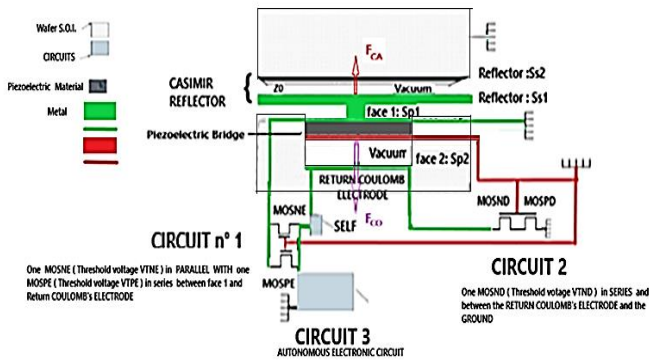 Wafer S.O.I.
CIRCUITS
Piezoelectric Material
Metal
CASIMIR
REFLECTOR
F CA
Z0
Vacuum
Reflector : Ss2
Reflector : Ss1
face 1: Sp1
Piezoelectric Bridge
Vacuum
face 2: Sp2
RETURN COULOMB
ELECTRODE
F CO
MOSNE
SELF
MOSPE
MOSND
MOSPD
CIRCUIT n° 1
One MOSNE ( Threshold voltage VTNE ) in PARALLEL WITH one
MOSPE ( Threshold voltage VTPE ) in series between face 1 and
Return COULOMB's ELECTRODE
CIRCUIT 2
One MOSND ( Threshold voltage VTND ) in SERIES and
between the RETURN COULOMB's ELECTRODE and the
GROUND
CIRCUIT 3
AUTONOMOUS ELECTRONIC CIRCUIT